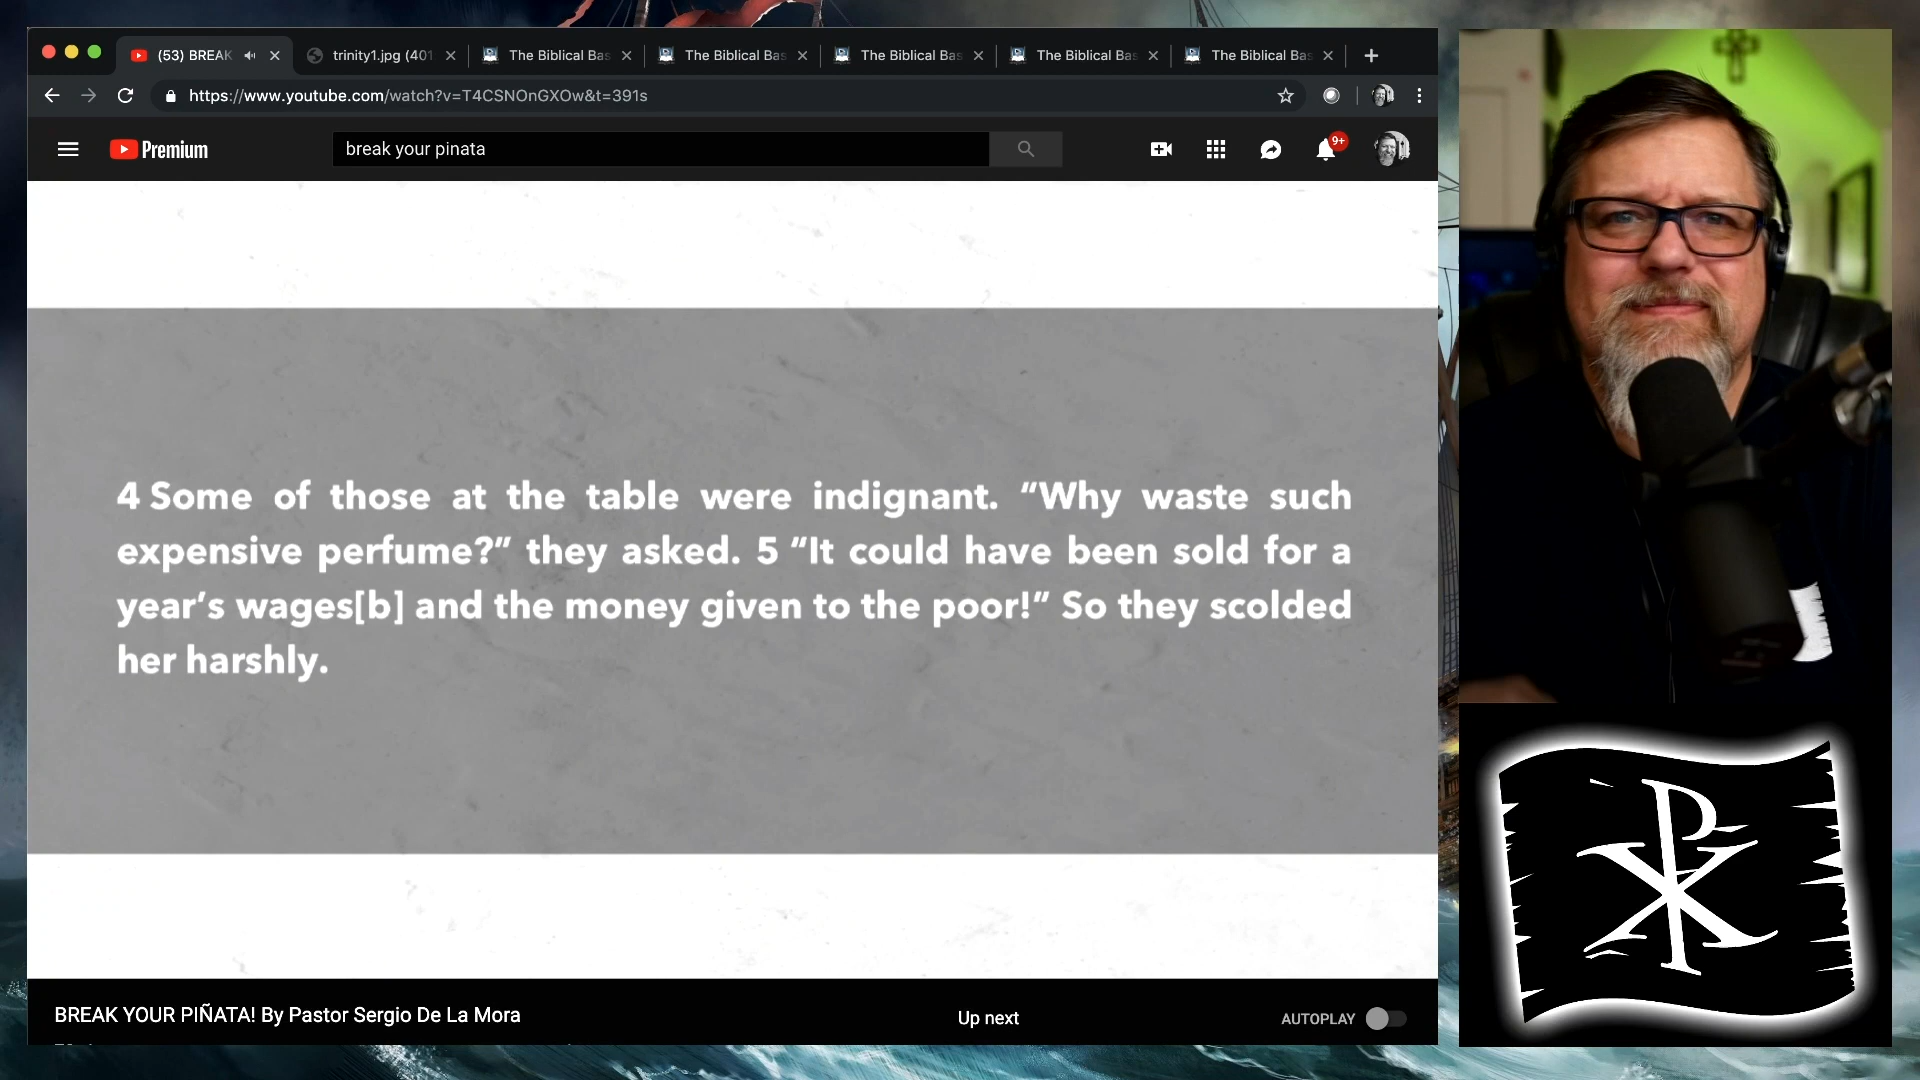 (53) BREAK
trinity1.jpg (401
The Biblical Bas
The Biblical Bas
The Biblical Bas
The Biblical Bas
The Biblical Bas
https://www.youtube.com/watch?v=T4CSNOnGXOw&t=391s
Premium
break your pinata
9+
4 Some of those at the table were indignant. “Why waste such
expensive perfume?” they asked. 5 “It could have been sold for a
year’s wages[b] and the money given to the poor!” So they scolded
her harshly.
BREAK YOUR PIÑATA! By Pastor Sergio De La Mora
Up next
AUTOPLAY